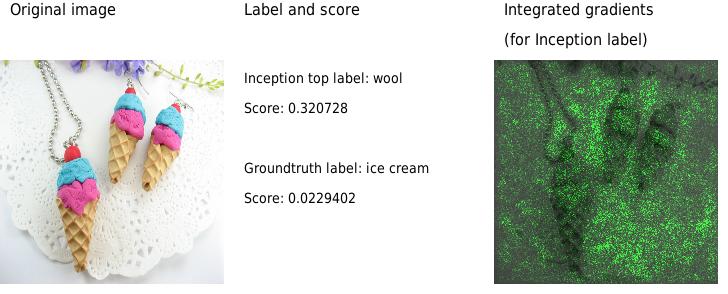 Original image
Label and score
Integrated gradients
(for Inception label)
Inception top label: wool
Score: 0.320728
Groundtruth label: ice cream
Score: 0.0229402